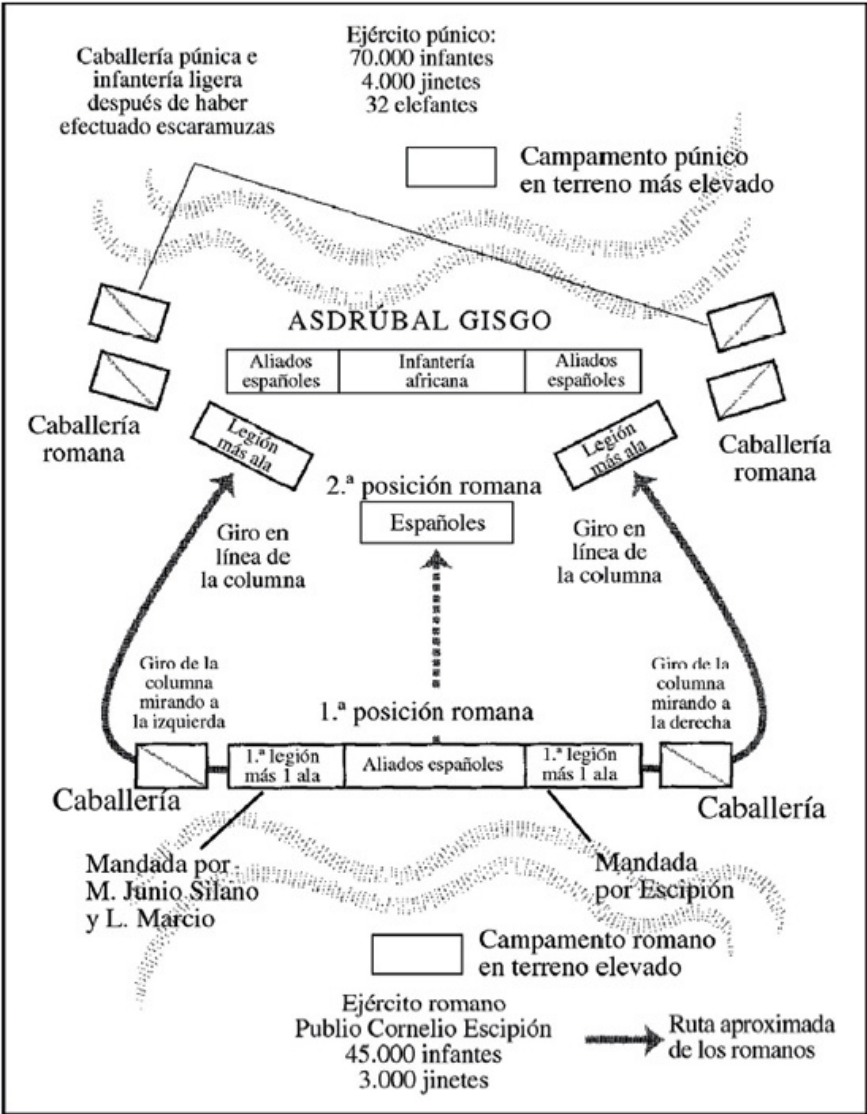 Ejército púnico:
70.000 infantes
4.000 jinetes
32 elefantes
Caballería púnica e
infantería ligera
después de haber
efectuado escaramuzas
Campamento púnico
en terreno más elevado
ASDRÚBAL GISGO
Aliados
españoles
Infantería
africana
Aliados
españoles
Caballería
romana
Legión
más ala
Legión
más ala
Caballería
romana
2.ª posición romana
Españoles
Giro en
línea de
la columna
Giro en
línea de
la columna
Giro de la
columna
mirando a
la izquierda
1.ª posición romana
Giro de la
columna
mirando a
la derecha
Caballería
1.ª legión
más 1 ala
Aliados españoles
1.ª legión
más 1 ala
Caballería
Mandada por
M. Junio Silano
y L. Marcio
Mandada
por Escipión
Campamento romano
en terreno elevado
Ejército romano
Publio Cornelio Escipión
45.000 infantes
3.000 jinetes
Ruta aproximada
de los romanos